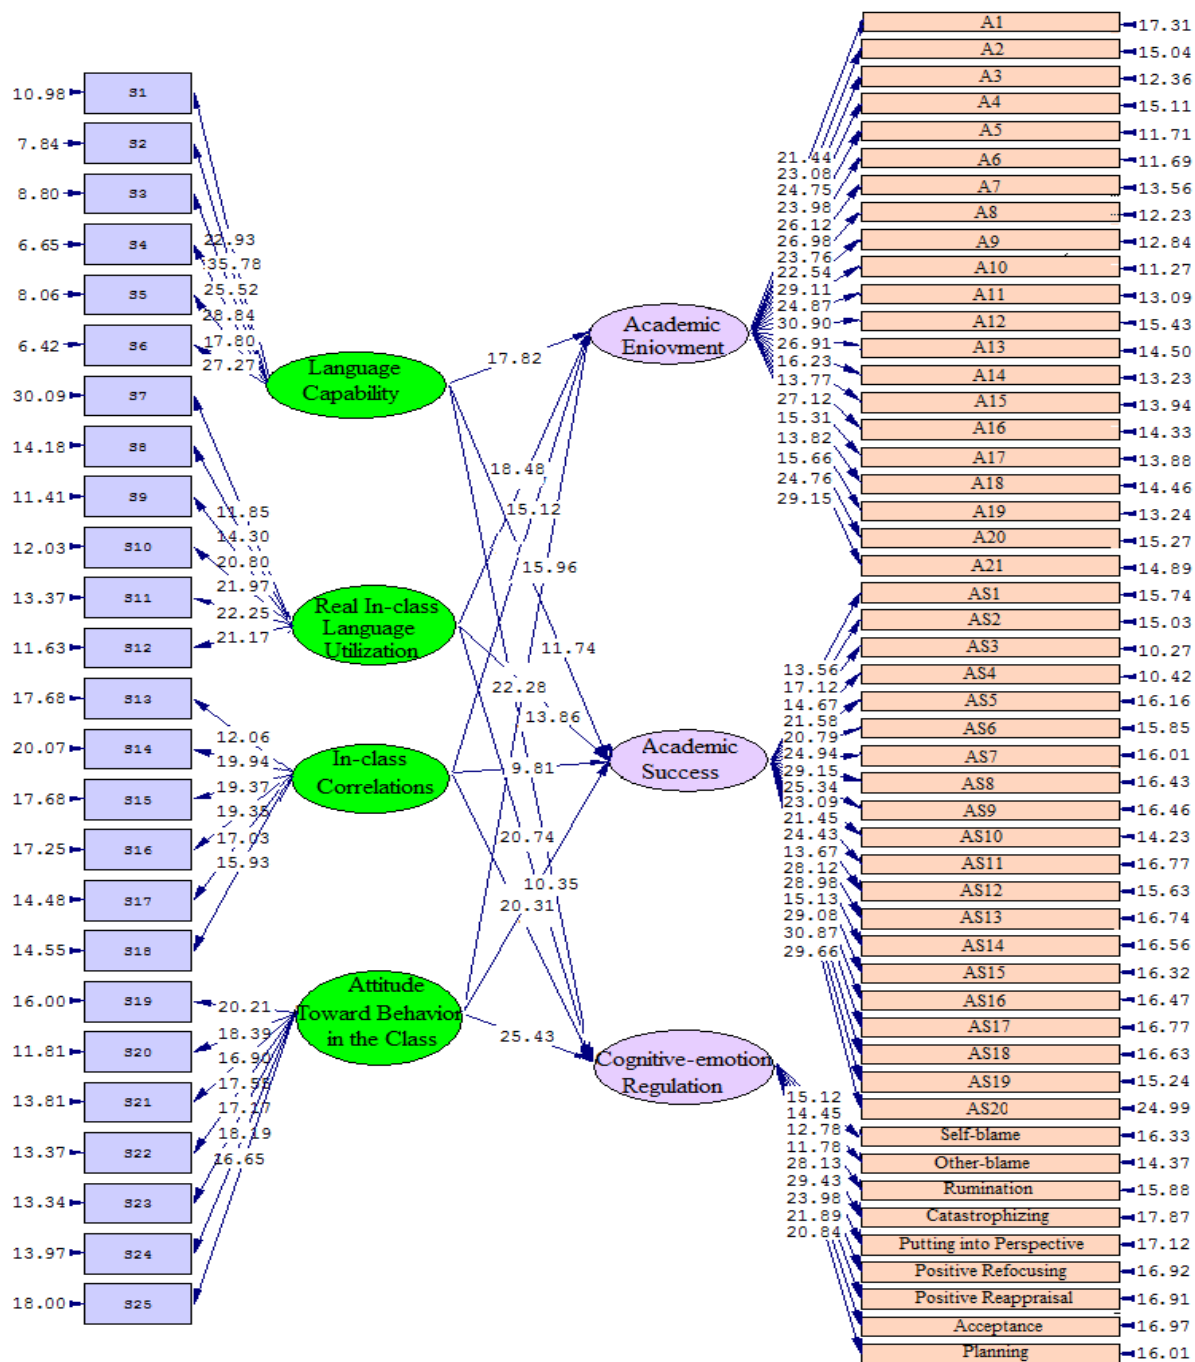 10.98 S1
7.84 S2
8.80 S3
6.65 S4
8.06 S5
6.42 S6
30.09 S7
14.18 S8
11.41 S9
12.03 S10
13.37 S11
11.63 S12
17.68 S13
20.07 S14
17.68 S15
17.25 S16
14.48 S17
14.55 S18
16.00 S19
11.81 S20
13.81 S21
13.37 S22
13.34 S23
13.97 S24
18.00 S25
22.93
35.78
25.52
28.84
17.80
27.27
11.85
14.30
20.80
21.97
22.25
21.17
12.06
19.94
19.37
19.35
17.03
15.93
20.21
18.39
16.90
17.58
17.17
18.19
16.65
Language
Capability
Real In-class
Language
Utilization
In-class
Correlations
Attitude
Toward Behavior
in the Class
17.82
18.48
15.12
15.96
11.74
22.28
13.86
9.81
20.74
10.35
20.31
25.43
Academic
Eniovment
Academic
Success
Cognitive-emotion
Regulation
21.44
23.08
24.75
23.98
26.12
26.98
23.76
22.54
29.11
24.87
30.90
26.91
16.23
13.77
27.12
15.31
13.82
15.66
24.76
29.15
13.56
17.12
14.67
21.58
20.79
24.94
29.15
25.34
23.09
21.45
24.43
13.67
28.12
28.98
15.13
29.08
30.87
29.66
15.12
14.45
12.78
11.78
28.13
29.43
23.98
21.89
20.84
A1 17.31
A2 15.04
A3 12.36
A4 15.11
A5 11.71
A6 11.69
A7 13.56
A8 12.23
A9 12.84
A10 11.27
A11 13.09
A12 15.43
A13 14.50
A14 13.23
A15 13.94
A16 14.33
A17 13.88
A18 14.46
A19 13.24
A20 15.27
A21 14.89
AS1 15.74
AS2 15.03
AS3 10.27
AS4 10.42
AS5 16.16
AS6 15.85
AS7 16.01
AS8 16.43
AS9 16.46
AS10 14.23
AS11 16.77
AS12 15.63
AS13 16.74
AS14 16.56
AS15 16.32
AS16 16.47
AS17 16.77
AS18 16.63
AS19 15.24
AS20 24.99
Self-blame 16.33
Other-blame 14.37
Rumination 15.88
Catastrophizing 17.87
Putting into Perspective 17.12
Positive Refocusing 16.92
Positive Reappraisal 16.91
Acceptance 16.97
Planning 16.01